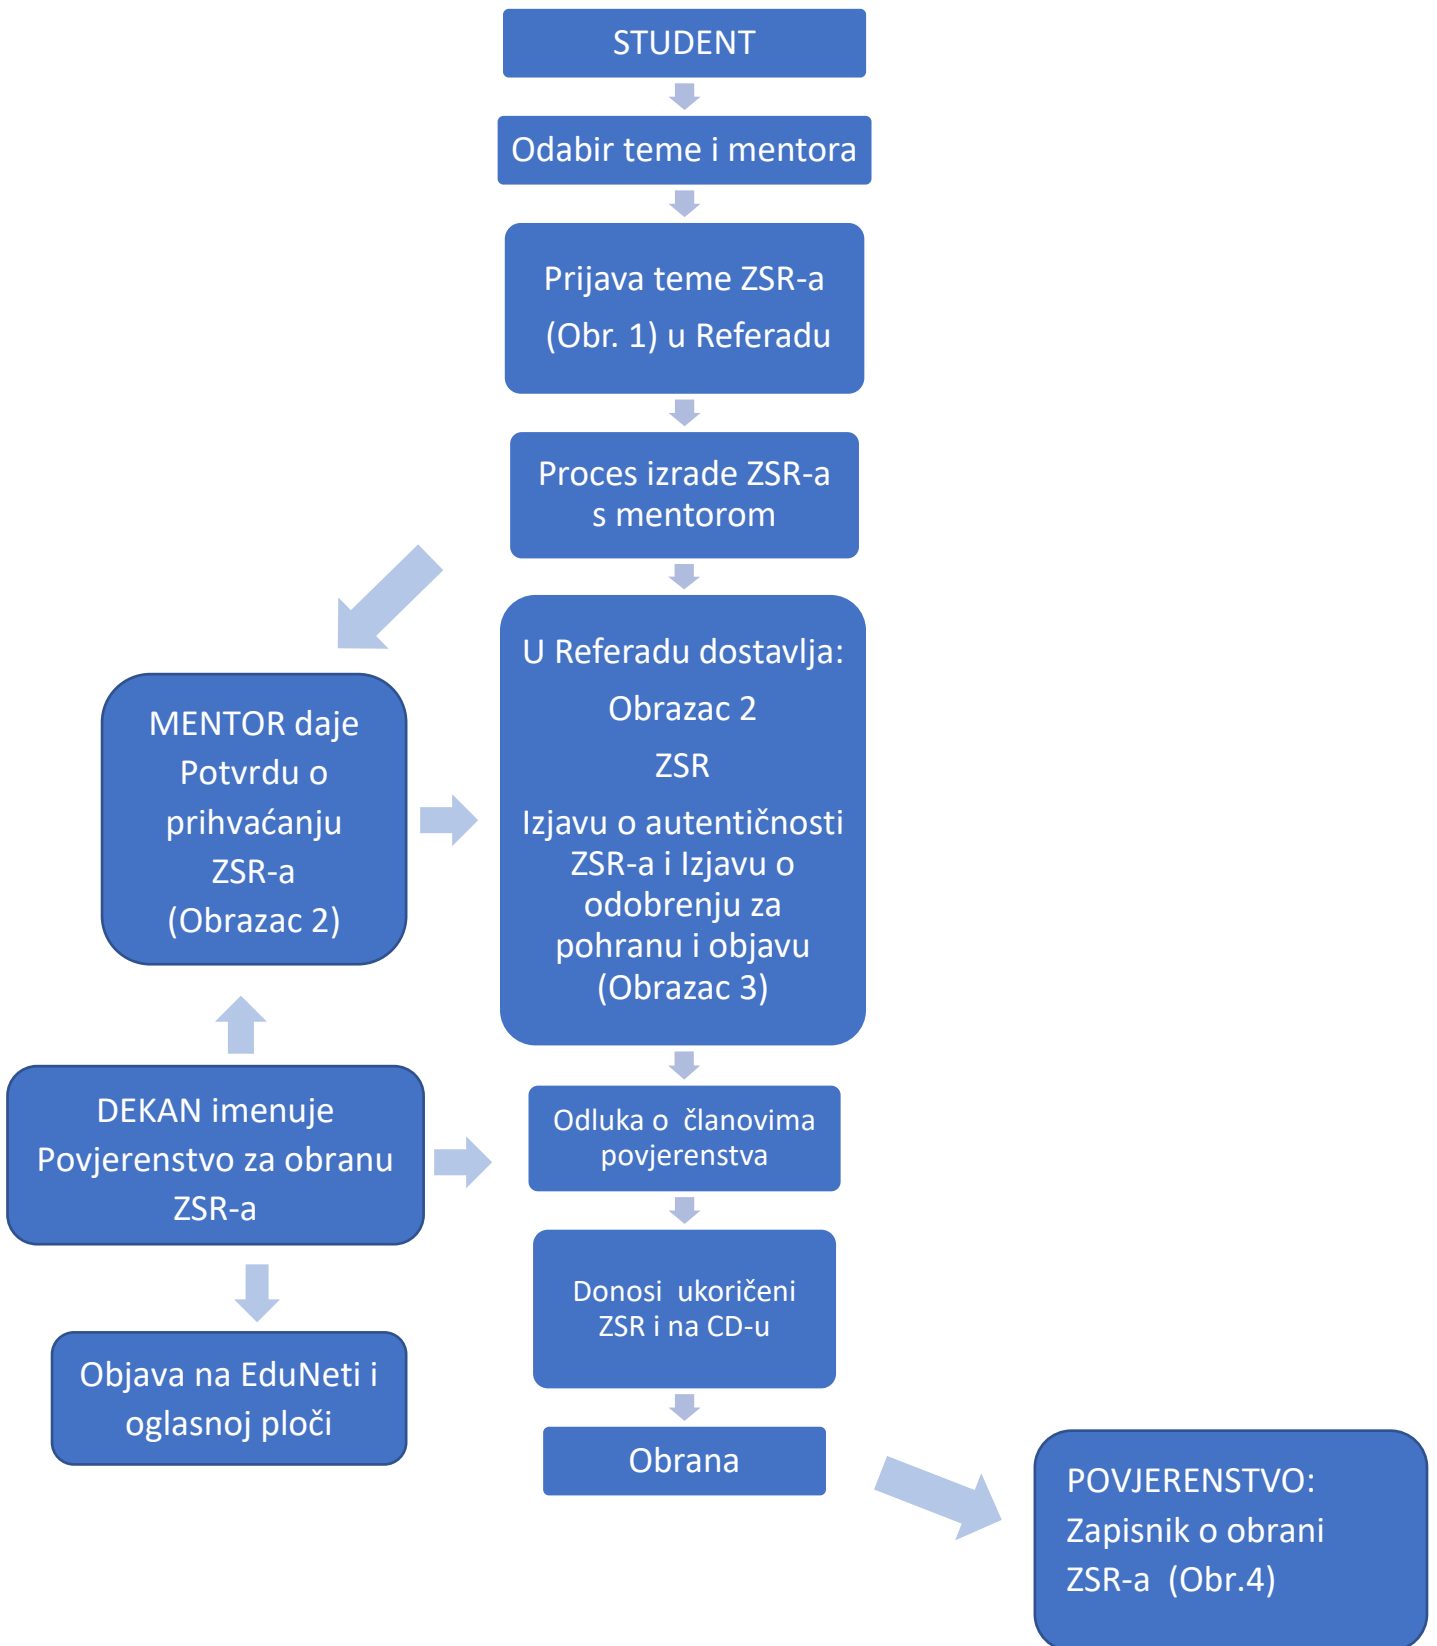 STUDENT
Odabir teme i mentora
Prijava teme ZSR-a
(Obr. 1) u Referadu
Proces izrade ZSR-a
s mentorom
U Referadu dostavlja:
Obrazac 2
ZSR
Izjavu o autentičnosti
ZSR-a i Izjavu o
odobrenju za
pohranu i objavu
(Obrazac 3)
MENTOR daje
Potvrdu o
prihvaćanju
ZSR-a
(Obrazac 2)
DEKAN imenuje
Povjerenstvo za obranu
ZSR-a
Odluka o članovima
povjerenstva
Donosi ukoričeni
ZSR i na CD-u
Objava na EduNeti i
oglasnoj ploči
Obrana
POVJERENSTVO:
Zapisnik o obrani
ZSR-a (Obr.4)